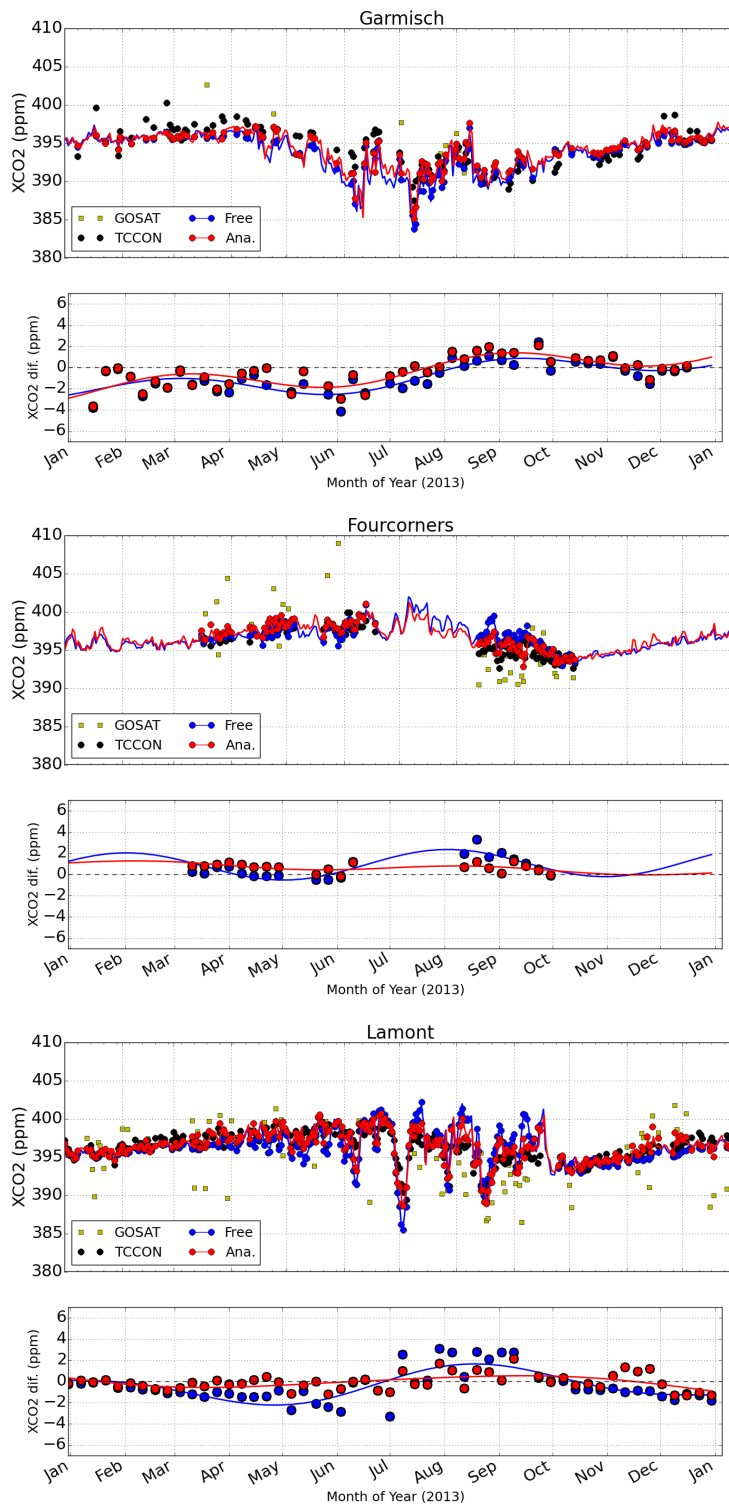 Garmisch
410
405
400
395
390
385
380
XCO2 (ppm)
GOSAT
TCCON
Free
Ana.
6
4
2
0
−2
−4
−6
XCO2 dif. (ppm)
Jan Feb Mar Apr May Jun Jul Aug Sep Oct Nov Dec Jan
Month of Year (2013)
Fourcorners
410
405
400
395
390
385
380
XCO2 (ppm)
GOSAT
TCCON
Free
Ana.
6
4
2
0
−2
−4
−6
XCO2 dif. (ppm)
Jan Feb Mar Apr May Jun Jul Aug Sep Oct Nov Dec Jan
Month of Year (2013)
Lamont
410
405
400
395
390
385
380
XCO2 (ppm)
GOSAT
TCCON
Free
Ana.
6
4
2
0
−2
−4
−6
XCO2 dif. (ppm)
Jan Feb Mar Apr May Jun Jul Aug Sep Oct Nov Dec Jan
Month of Year (2013)